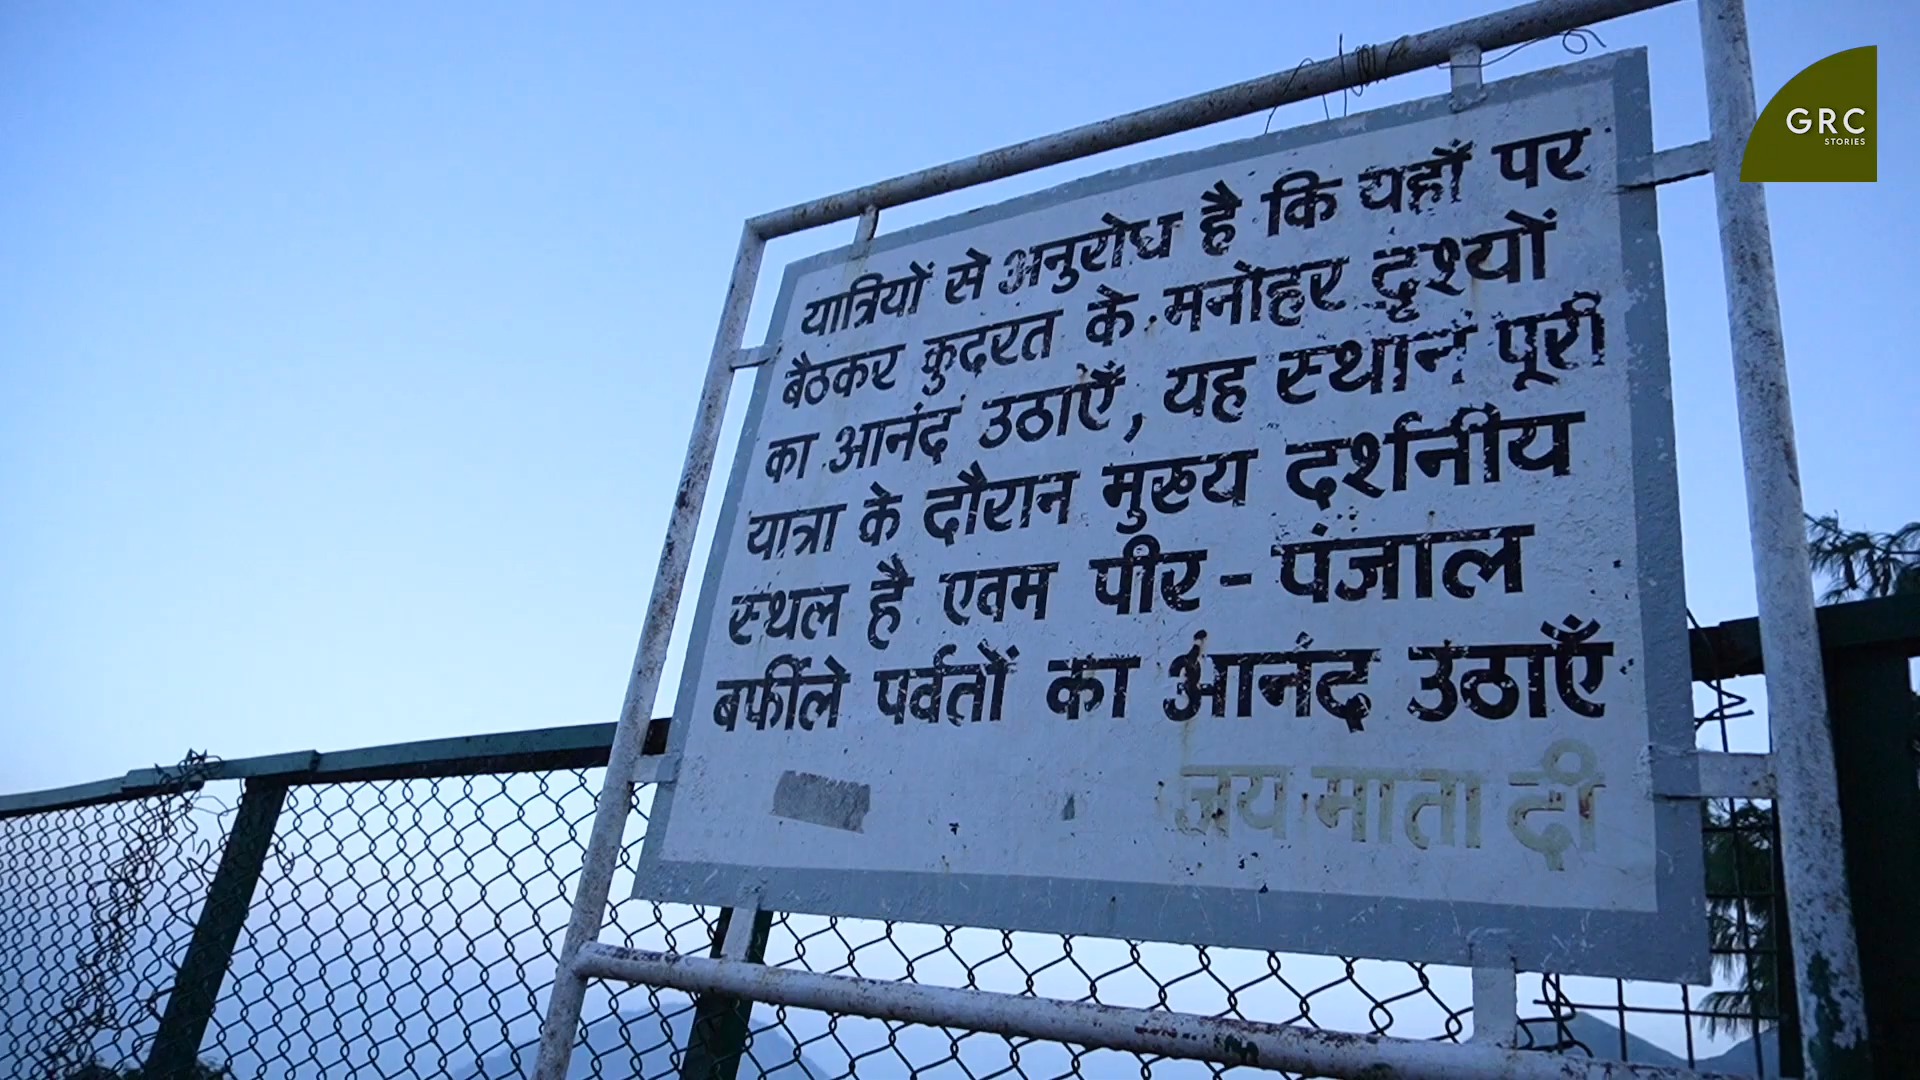 यात्रियों से अनुरोध है कि यहाँ पर
बैठकर कुदरत के मनोहर दृश्यों
का आनंद उठाएँ, यह स्थान पूरी
यात्रा के दौरान मुख्य दर्शनीय
स्थल है एवम पीर-पंजाल
बर्फीले पर्वतों का आनंद उठाएँ
जय माता दी
GRC
STORIES